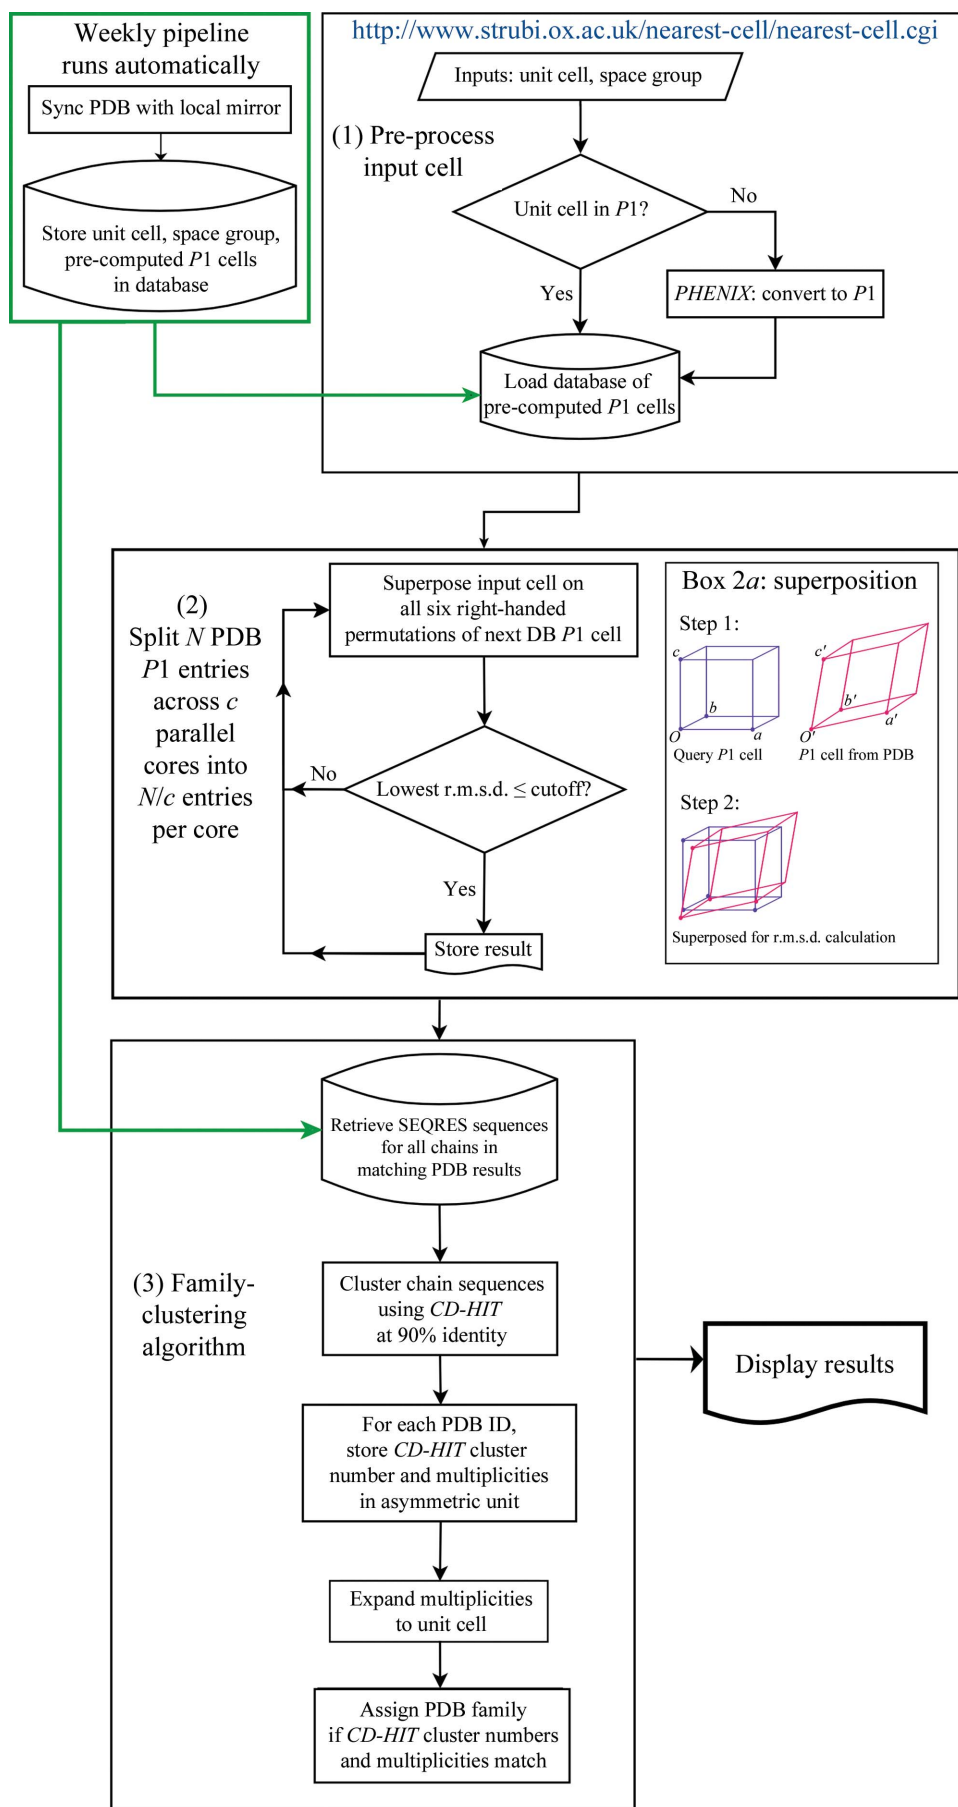 Weekly pipeline
runs automatically
Sync PDB with local mirror
Store unit cell, space group,
pre-computed P1 cells
in database
http://www.strubi.ox.ac.uk/nearest-cell/nearest-cell.cgi
Inputs: unit cell, space group
(1) Pre-process
input cell
Unit cell in P1?
No
Yes
PHENIX: convert to P1
Load database of
pre-computed P1 cells
(2)
Split N PDB
P1 entries
across c
parallel
cores into
N/c entries
per core
Superpose input cell on
all six right-handed
permutations of next DB P1 cell
No
Lowest r.m.s.d. ≤ cutoff?
Yes
Store result
Box 2a: superposition
Step 1:
c
b
O
a
Query P1 cell
c′
b′
a′
O′
P1 cell from PDB
Step 2:
Superposed for r.m.s.d. calculation
Retrieve SEQRES sequences
for all chains in
matching PDB results
(3) Family-
clustering
algorithm
Cluster chain sequences
using CD-HIT
at 90% identity
For each PDB ID,
store CD-HIT cluster
number and multiplicities
in asymmetric unit
Expand multiplicities
to unit cell
Assign PDB family
if CD-HIT cluster numbers
and multiplicities match
Display results